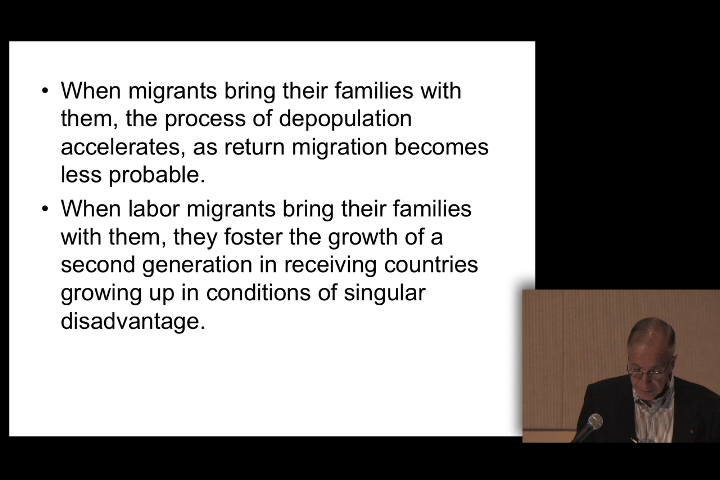 • When migrants bring their families with
them, the process of depopulation
accelerates, as return migration becomes
less probable.
• When labor migrants bring their families
with them, they foster the growth of a
second generation in receiving countries
growing up in conditions of singular
disadvantage.